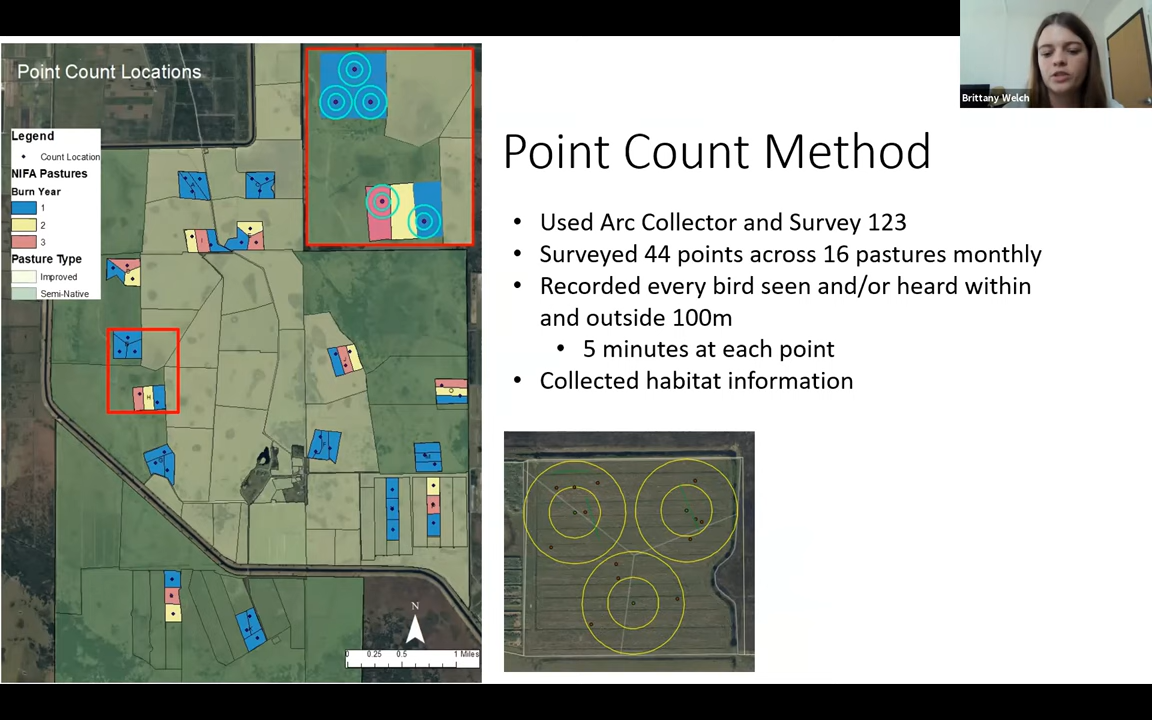 Point Count Locations
Legend
Count Location
NIFA Pastures
Burn Year
1
2
3
Pasture Type
Improved
Semi-Native
N
0 0.25 0.5 1 Miles
Point Count Method
• Used Arc Collector and Survey 123
• Surveyed 44 points across 16 pastures monthly
• Recorded every bird seen and/or heard within
and outside 100m
• 5 minutes at each point
• Collected habitat information
Brittany Welch